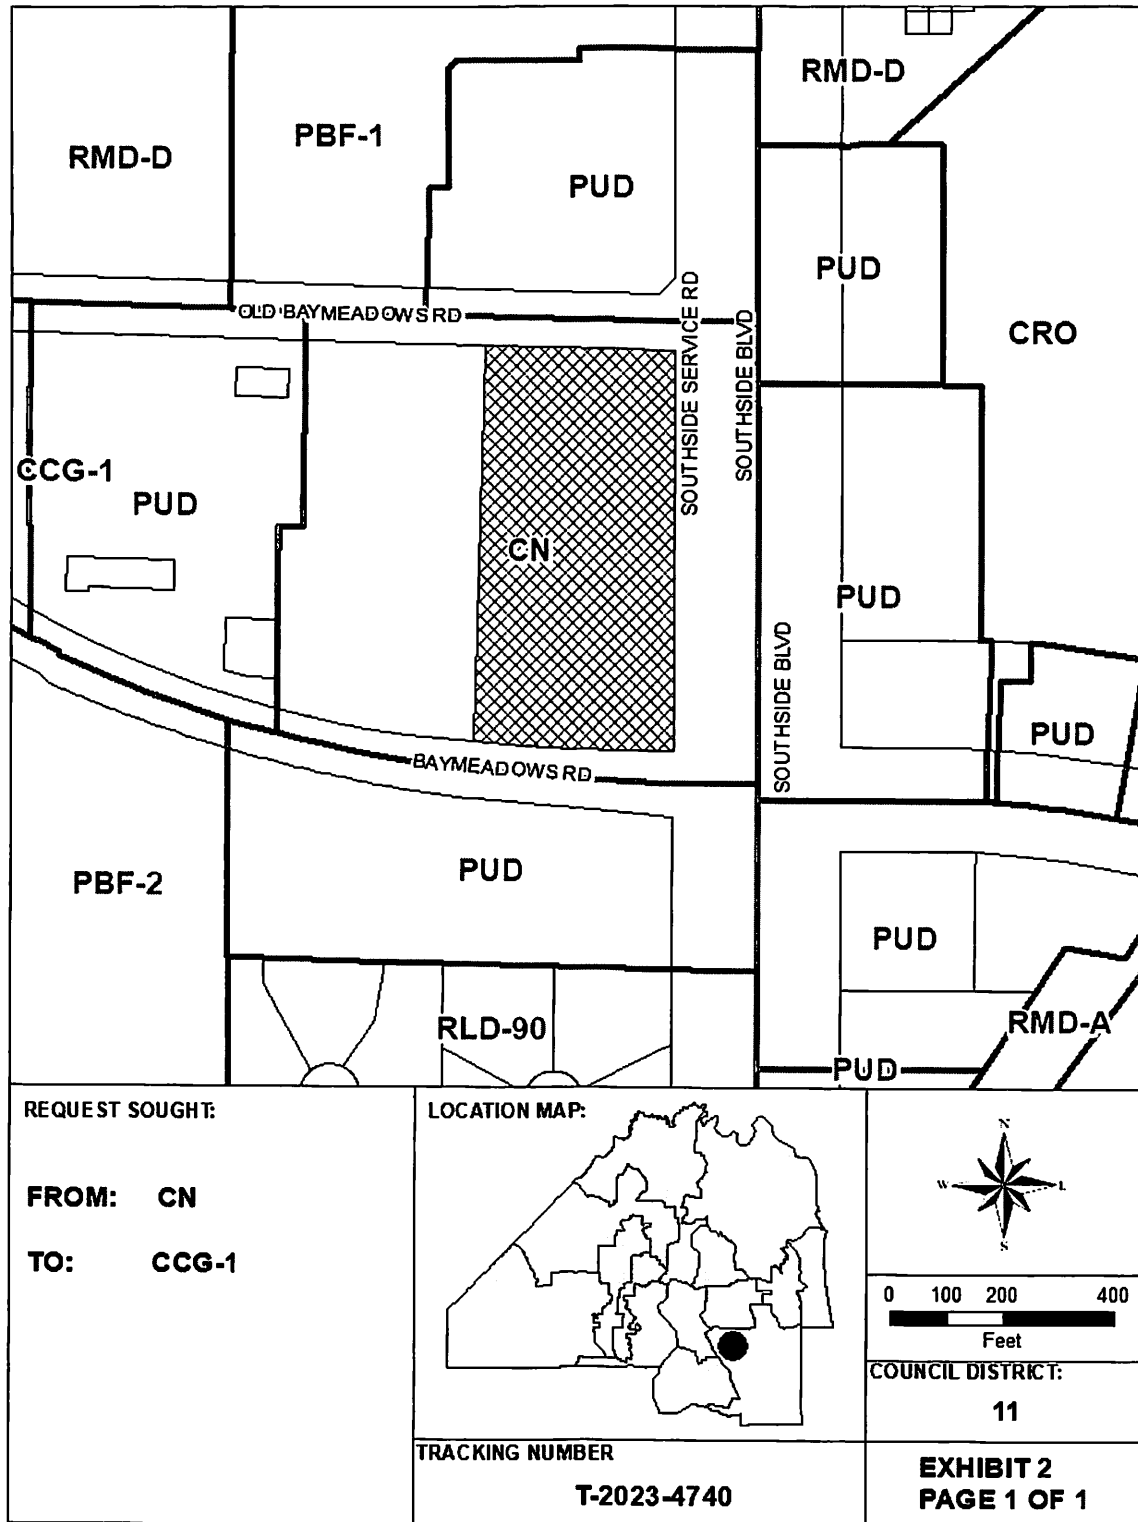 RMD-D
PBF-1
PUD
RMD-D
PUD
CRO
OLD BAYMEADOWS RD
SOUTHSIDE SERVICE RD
SOUTHSIDE BLVD
CCG-1
PUD
CN
PUD
SOUTHSIDE BLVD
PUD
BAYMEADOWS RD
PBF-2
PUD
PUD
RLD-90
RMD-A
PUD
REQUEST SOUGHT:
FROM: CN
TO: CCG-1
LOCATION MAP:
N
W
S
0 100 200 400
Feet
COUNCIL DISTRICT:
11
TRACKING NUMBER
T-2023-4740
EXHIBIT 2
PAGE 1 OF 1